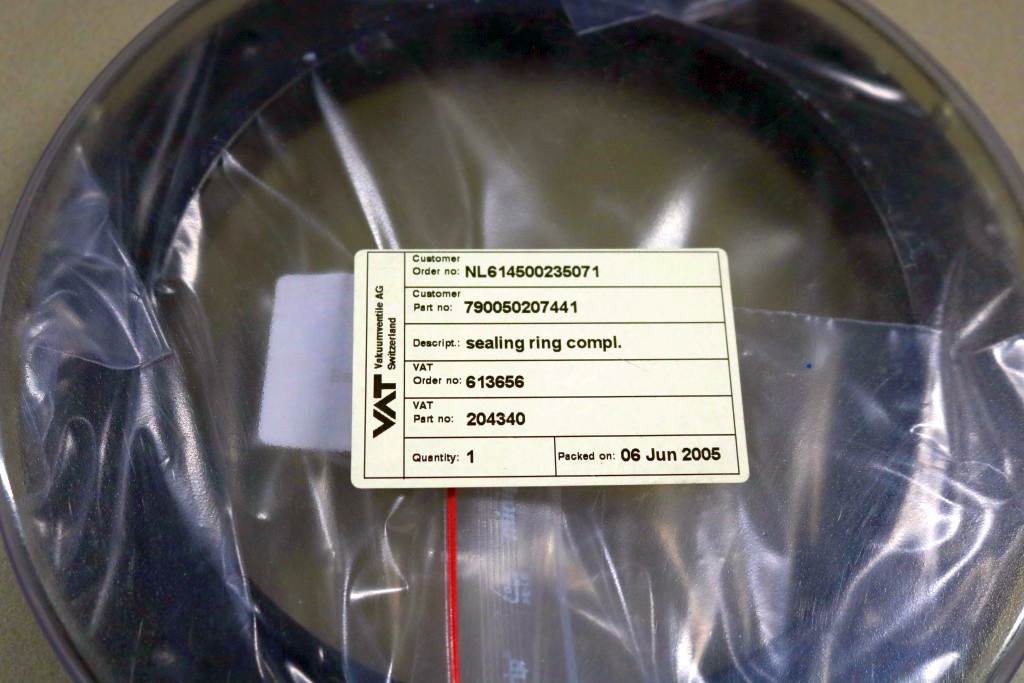 VAT Vakuumventile AG
Switzerland
Customer
Order no: NL614500235071
Customer
Part no: 790050207441
Descript.: sealing ring compl.
VAT
Order no: 613656
VAT
Part no: 204340
Quantity: 1
Packed on: 06 Jun 2005